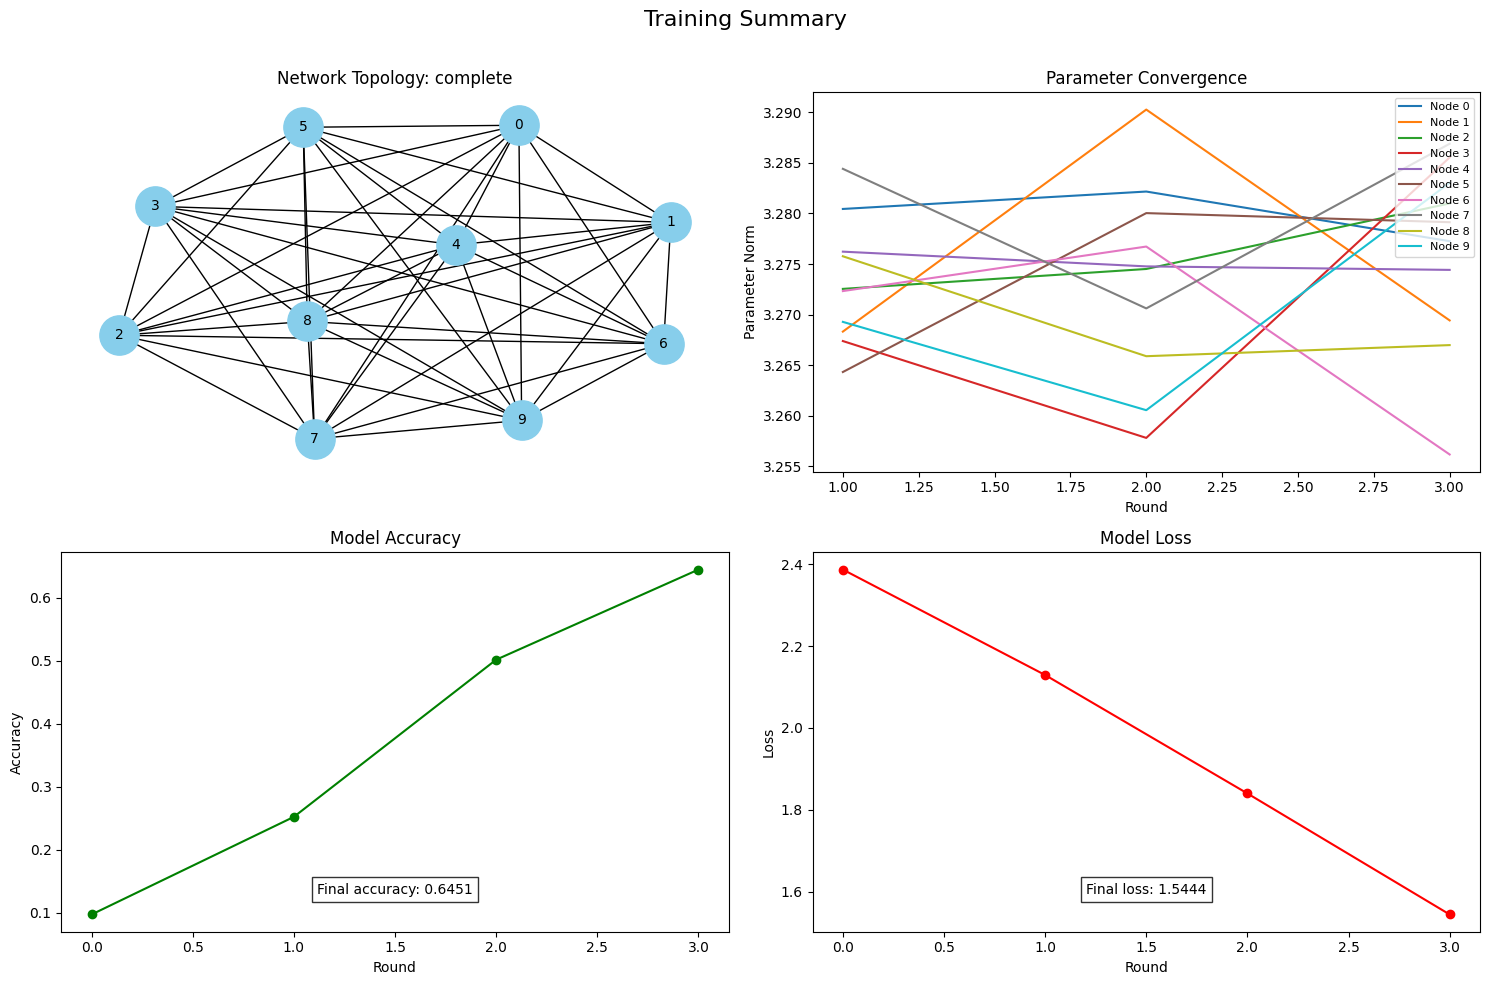 Training Summary
Network Topology: complete
5
0
3
1
4
8
2
6
9
7
Parameter Convergence
3.290
3.285
3.280
3.275
3.270
3.265
3.260
3.255
Parameter Norm
1.00 1.25 1.50 1.75 2.00 2.25 2.50 2.75 3.00
Round
Node 0
Node 1
Node 2
Node 3
Node 4
Node 5
Node 6
Node 7
Node 8
Node 9
Model Accuracy
0.6
0.5
0.4
0.3
0.2
0.1
Accuracy
Final accuracy: 0.6451
0.0 0.5 1.0 1.5 2.0 2.5 3.0
Round
Model Loss
2.4
2.2
2.0
1.8
1.6
Loss
Final loss: 1.5444
0.0 0.5 1.0 1.5 2.0 2.5 3.0
Round